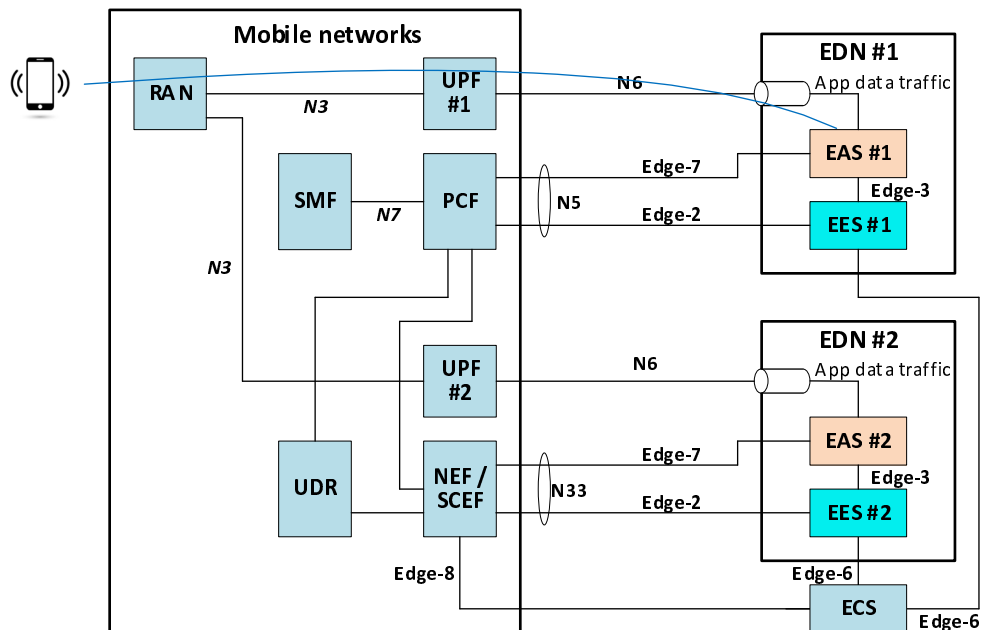 Mobile networks
EDN #1
RAN
UPF
#1
N3
N6
App data traffic
EAS #1
Edge-7
SMF
N7
PCF
N5
Edge-3
Edge-2
EES #1
N3
EDN #2
UPF
#2
N6
App data traffic
EAS #2
Edge-7
UDR
NEF /
SCEF
N33
Edge-3
Edge-2
EES #2
Edge-8
Edge-6
ECS
Edge-6